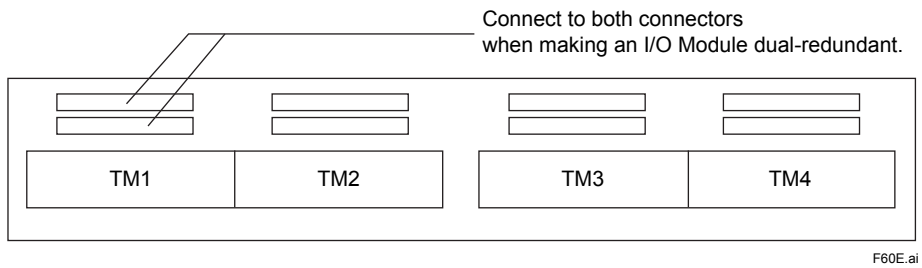 Connect to both connectors
when making an I/O Module dual-redundant.
TM1 TM2 TM3 TM4
F60E.ai